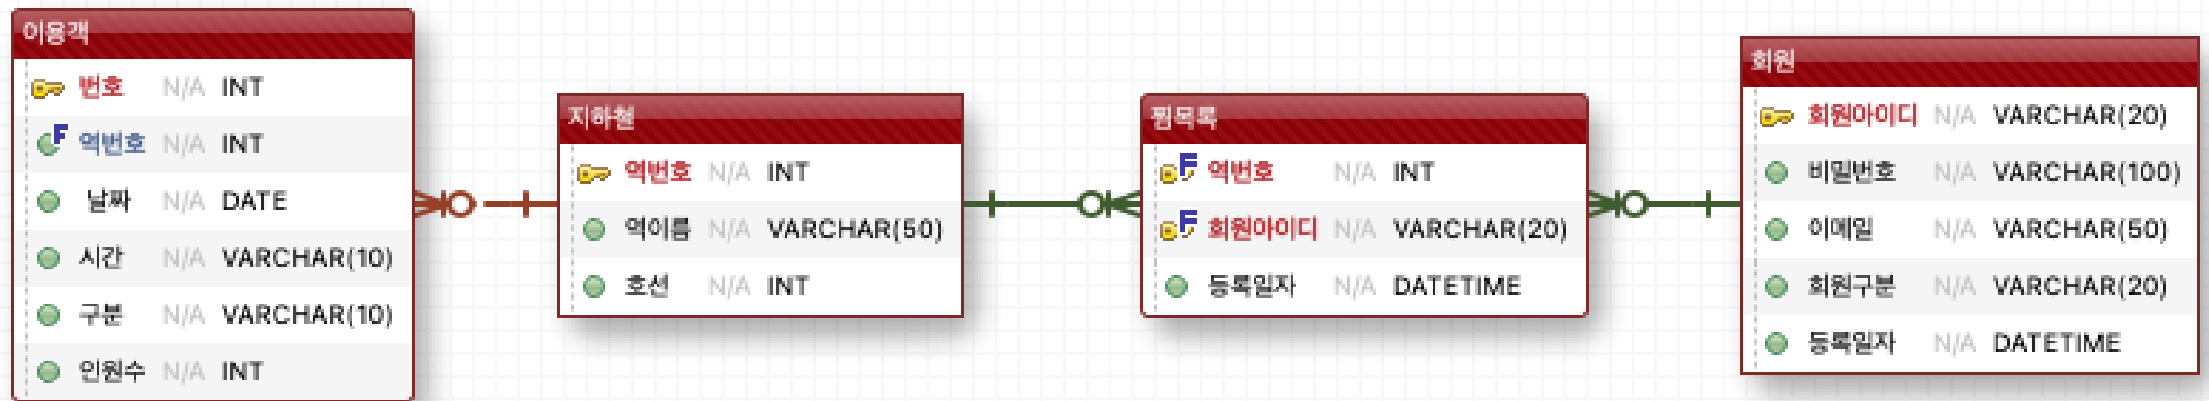 이용객
번호 N/A INT
F 역번호 N/A INT
날짜 N/A DATE
시간 N/A VARCHAR(10)
구분 N/A VARCHAR(10)
인원수 N/A INT
지하철
역번호 N/A INT
역이름 N/A VARCHAR(50)
호선 N/A INT
찜목록
F 역번호 N/A INT
F 회원아이디 N/A VARCHAR(20)
등록일자 N/A DATETIME
회원
회원아이디 N/A VARCHAR(20)
비밀번호 N/A VARCHAR(100)
이메일 N/A VARCHAR(50)
회원구분 N/A VARCHAR(20)
등록일자 N/A DATETIME